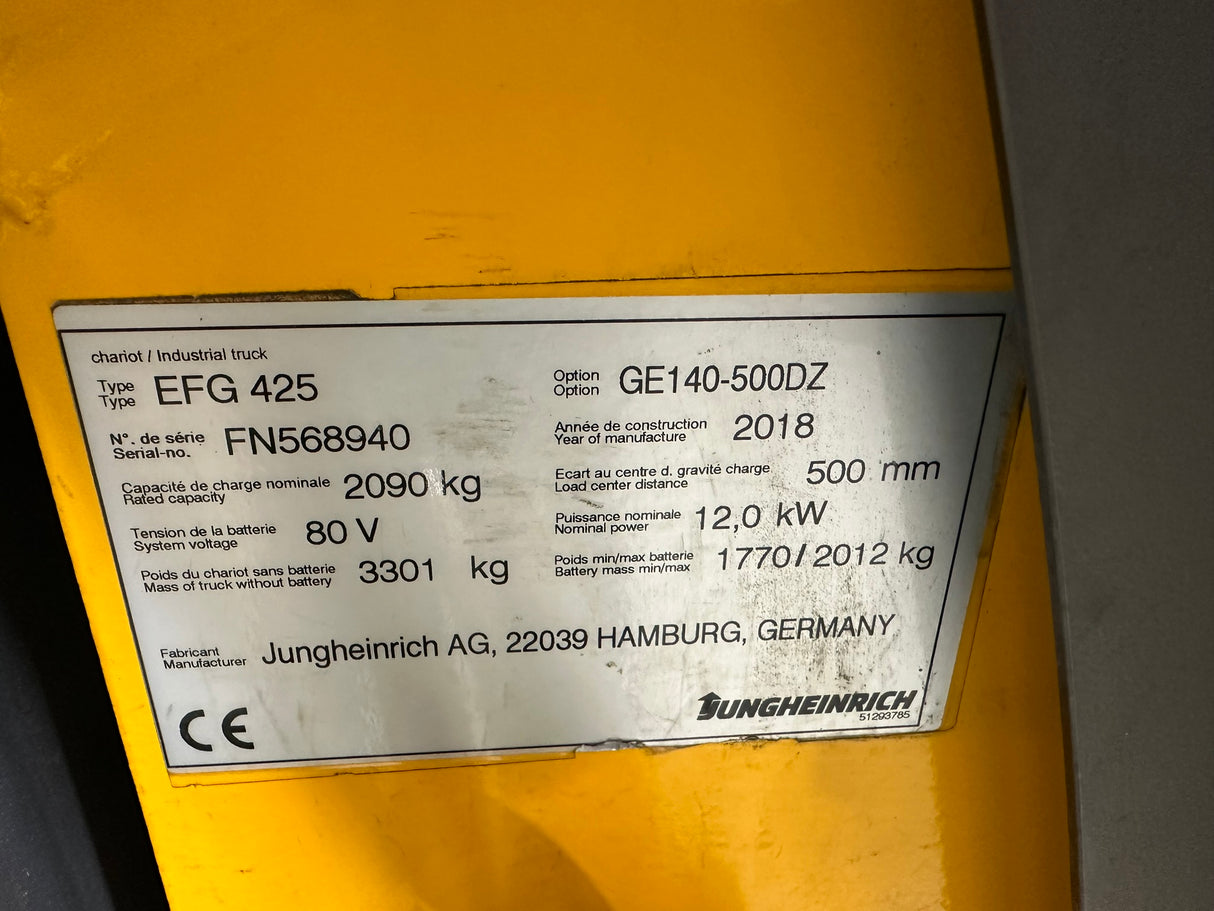 chariot / Industrial truck
Type
Type EFG 425
Option
Option GE140-500DZ
N°. de série
Serial-no. FN568940
Année de construction
Year of manufacture 2018
Capacité de charge nominale
Rated capacity 2090 kg
Ecart au centre d. gravité charge
Load center distance 500 mm
Tension de la batterie
System voltage 80 V
Puissance nominale
Nominal power 12,0 kW
Poids du chariot sans batterie
Mass of truck without battery 3301 kg
Poids min/max batterie
Battery mass min/max 1770/2012 kg
Fabricant
Manufacturer Jungheinrich AG, 22039 HAMBURG, GERMANY
CE
JUNGHEINRICH
51293785